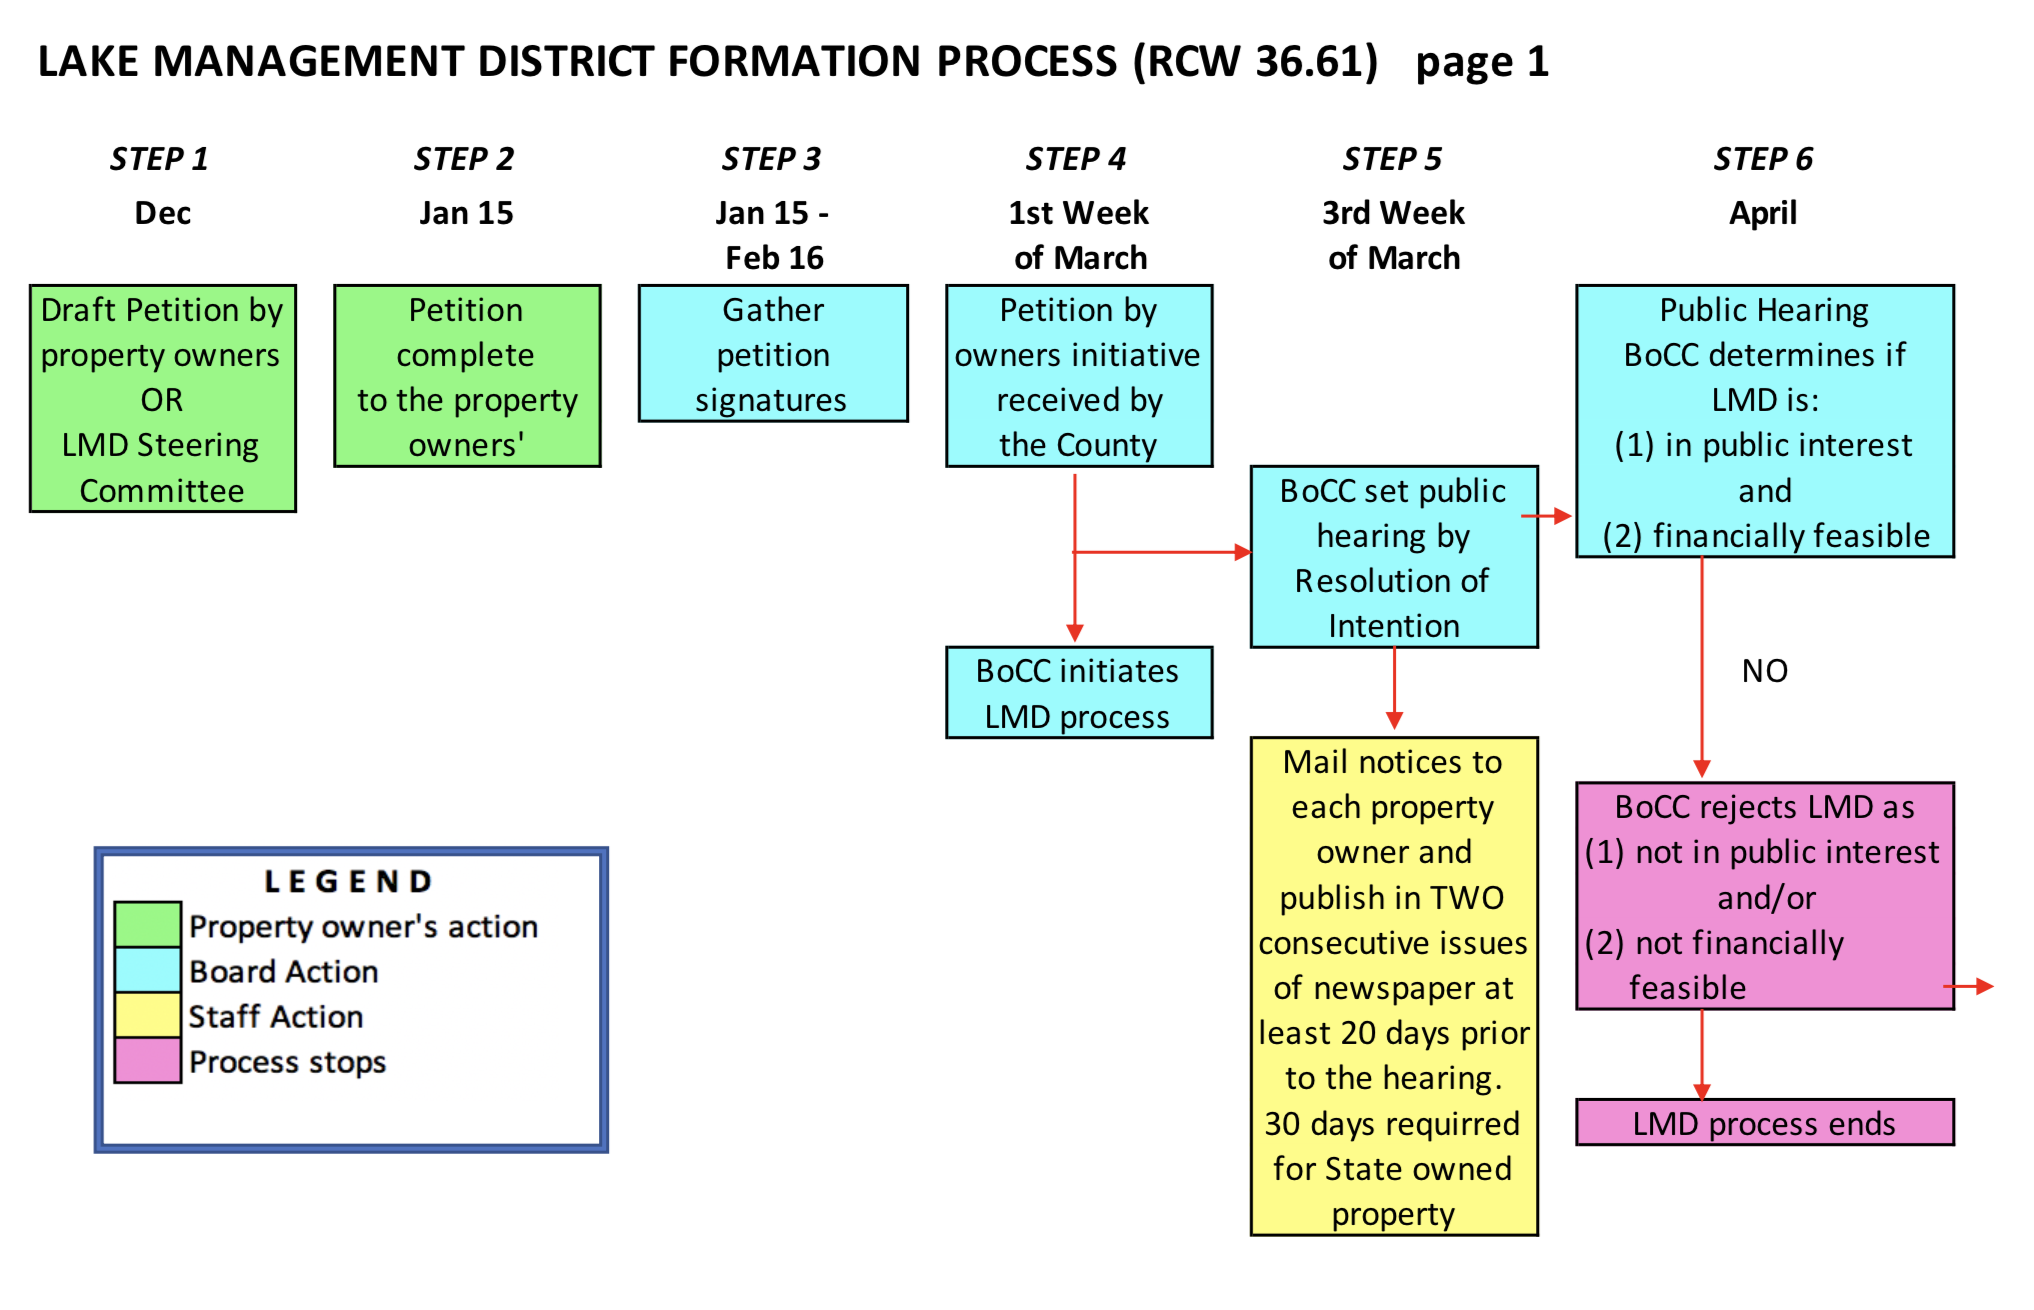 LAKE MANAGEMENT DISTRICT FORMATION PROCESS (RCW 36.61)   page 1
STEP 1
Dec
Draft Petition by
property owners
OR
LMD Steering
Committee
STEP 2
Jan 15
Petition
complete
to the property
owners'
STEP 3
Jan 15 -
Feb 16
Gather
petition
signatures
STEP 4
1st Week
of March
Petition by
owners initiative
received by
the County
BoCC initiates
LMD process
STEP 5
3rd Week
of March
BoCC set public
hearing by
Resolution of
Intention
Mail notices to
each property
owner and
publish in TWO
consecutive issues
of newspaper at
least 20 days prior
to the hearing.
30 days requirred
for State owned
property
STEP 6
April
Public Hearing
BoCC determines if
LMD is:
(1) in public interest
and
(2) financially feasible
NO
BoCC rejects LMD as
(1) not in public interest
and/or
(2) not financially
feasible
LMD process ends
LEGEND
Property owner's action
Board Action
Staff Action
Process stops